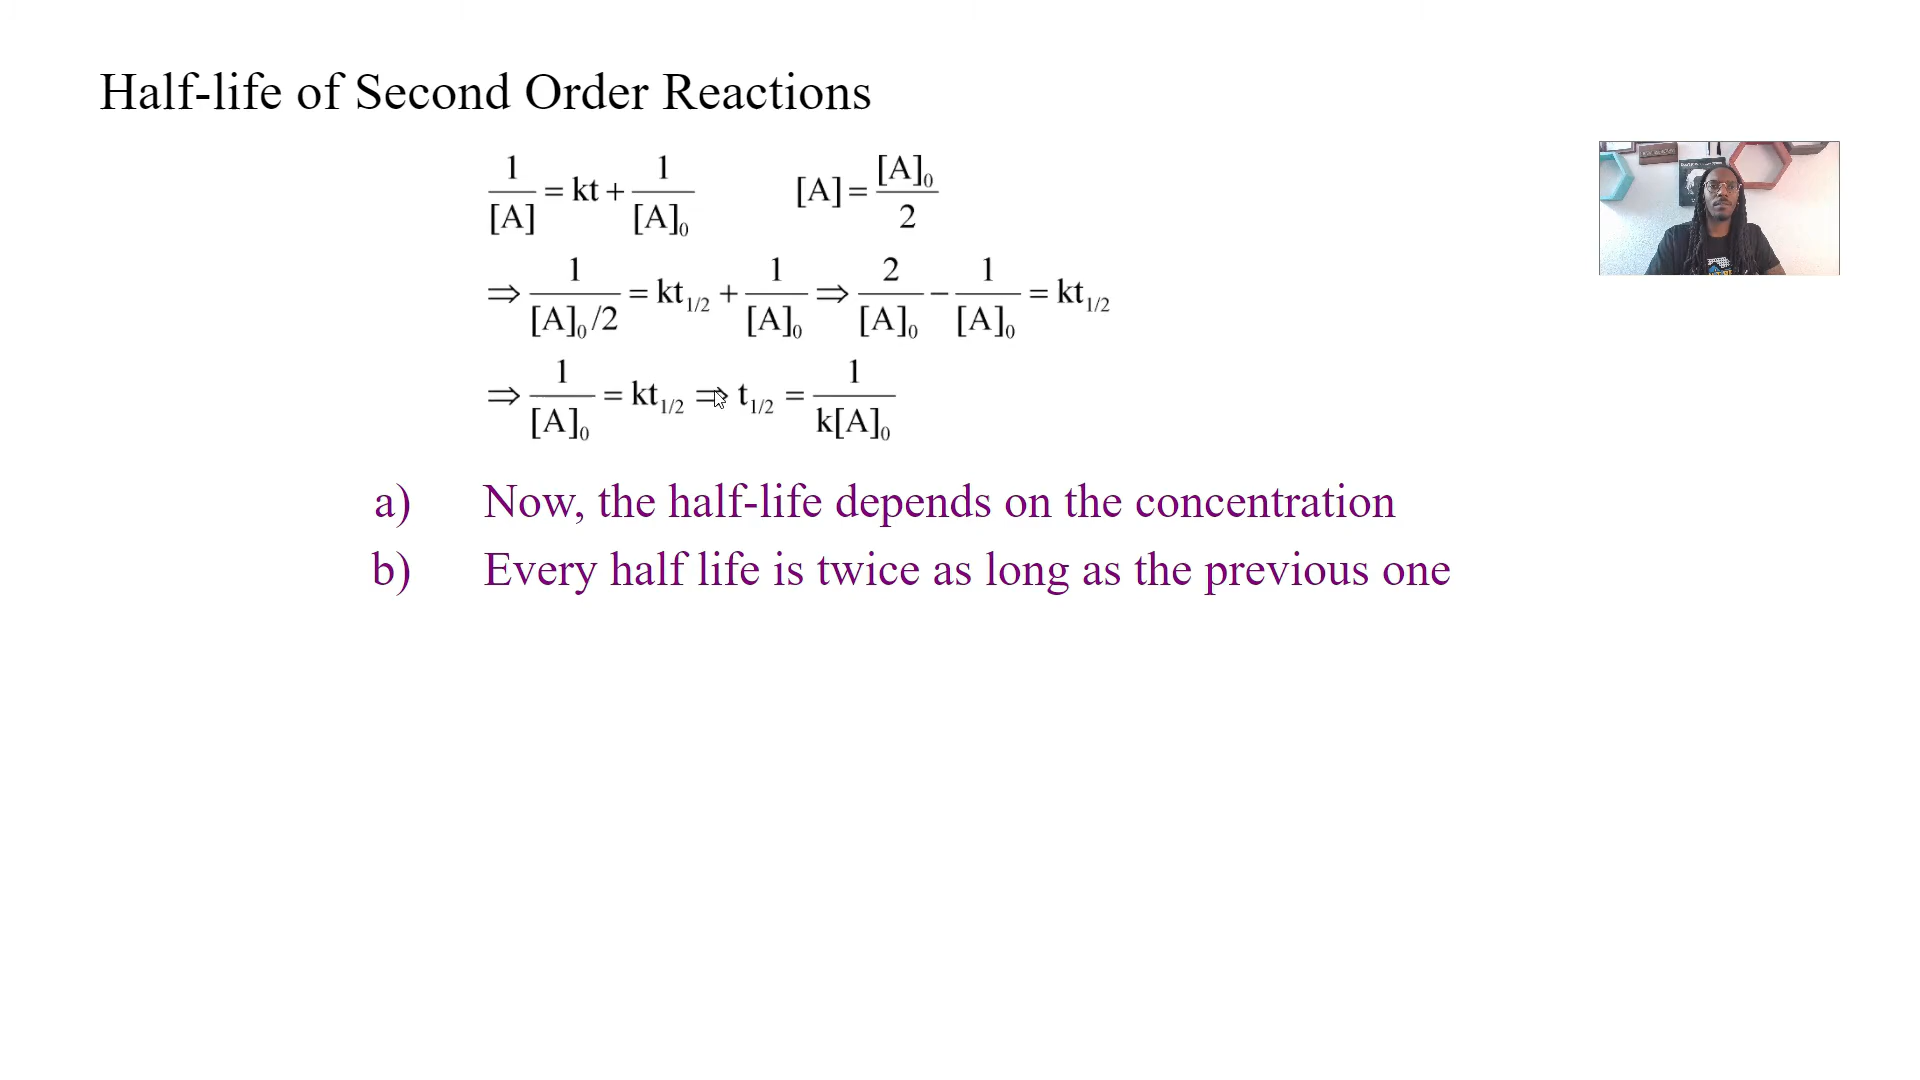 Half-life of Second Order Reactions
1/[A] = kt + 1/[A]₀    [A] = [A]₀/2
⇒ 1/([A]₀/2) = kt₁/₂ + 1/[A]₀ ⇒ 2/[A]₀ − 1/[A]₀ = kt₁/₂
⇒ 1/[A]₀ = kt₁/₂ ⇒ t₁/₂ = 1/(k[A]₀)
a) Now, the half-life depends on the concentration
b) Every half life is twice as long as the previous one